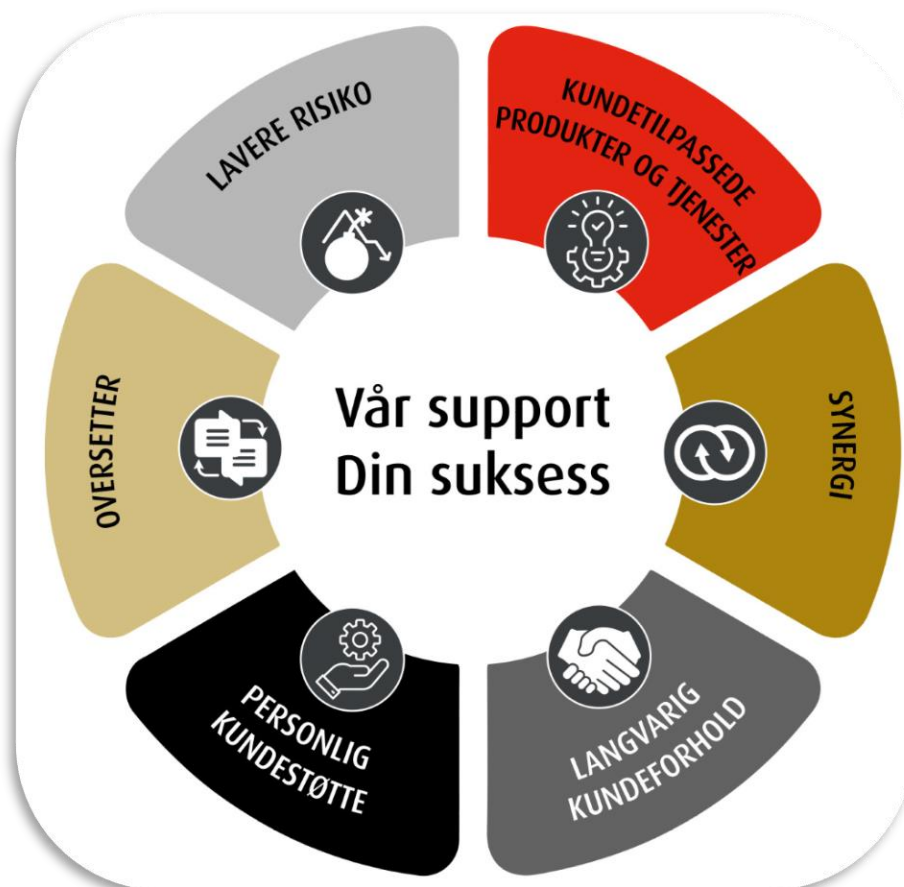 LAVERE RISIKO
KUNDETILPASSEDE
PRODUKTER OG TJENESTER
OVERSETTER
Vår support
Din suksess
SYNERGI
PERSONLIG
KUNDESTØTTE
LANGVARIG
KUNDEFORHOLD